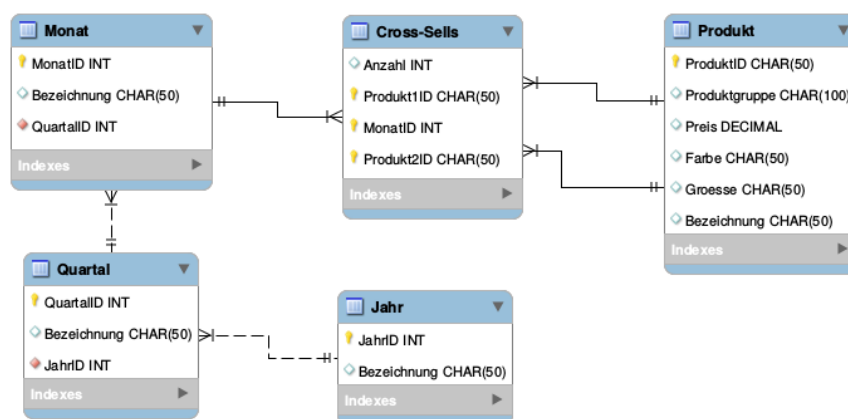 Monat
MonatID INT
Bezeichnung CHAR(50)
QuartalID INT
Indexes
Cross-Sells
Anzahl INT
Produkt1ID CHAR(50)
MonatID INT
Produkt2ID CHAR(50)
Indexes
Produkt
ProduktID CHAR(50)
Produktgruppe CHAR(100)
Preis DECIMAL
Farbe CHAR(50)
Groesse CHAR(50)
Bezeichnung CHAR(50)
Indexes
Quartal
QuartalID INT
Bezeichnung CHAR(50)
JahrID INT
Indexes
Jahr
JahrID INT
Bezeichnung CHAR(50)
Indexes